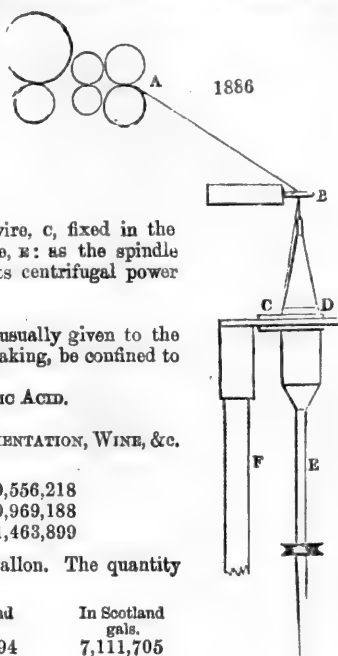 A
1886
B
vire, C, fixed in the
e, E: as the spindle
ts centrifugal power
C D
usually given to the
aking, be confined to
IC ACID.
E
ENTATION, WINE, &c.
F
,556,218
,969,188
,463,899
allon. The quantity
nd In Scotland
gals.
94 7,111,705